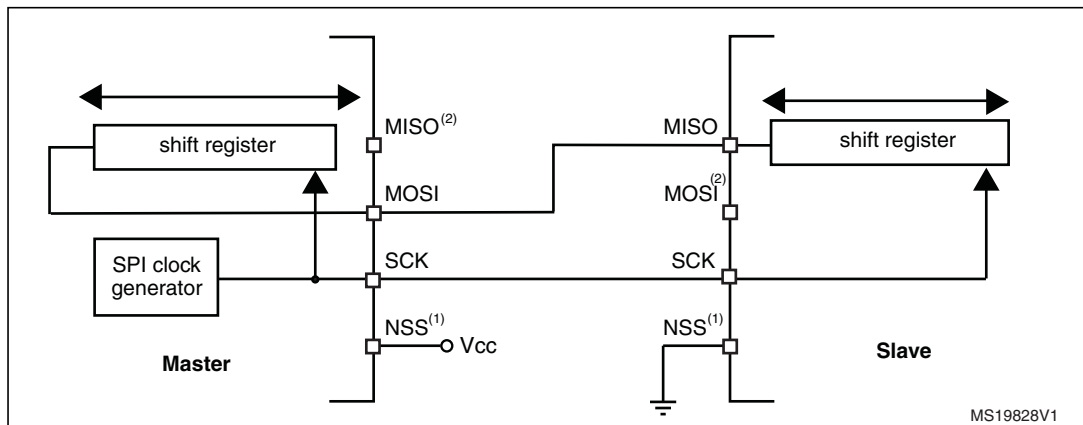 MISO(2)
MISO
shift register
shift register
MOSI
MOSI(2)
SPI clock
generator
SCK
SCK
NSS(1)
NSS(1)
Vcc
Master
Slave
MS19828V1